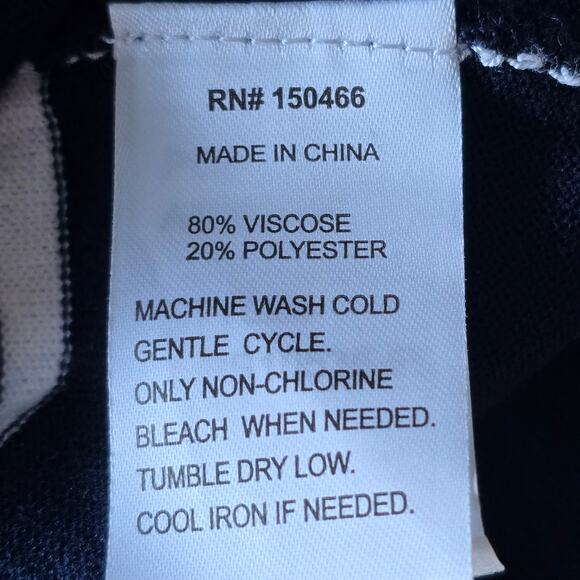 RN# 150466
MADE IN CHINA
80% VISCOSE
20% POLYESTER
MACHINE WASH COLD
GENTLE CYCLE.
ONLY NON-CHLORINE
BLEACH WHEN NEEDED.
TUMBLE DRY LOW.
COOL IRON IF NEEDED.